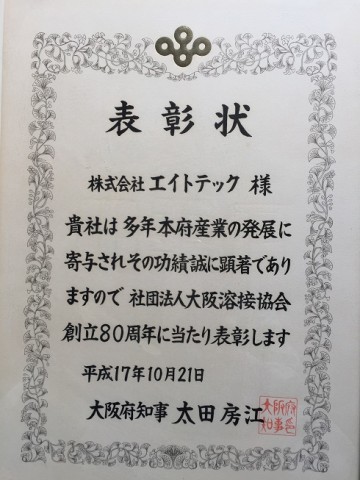 表彰状
株式会社 エイトテック 様
貴社は多年本府産業の発展に
寄与されその功績誠に顕著であり
ますので 社団法人大阪溶接協会
創立80周年に当たり表彰します
平成17年10月21日
大阪府知事 太田房江
大阪府
知事之印